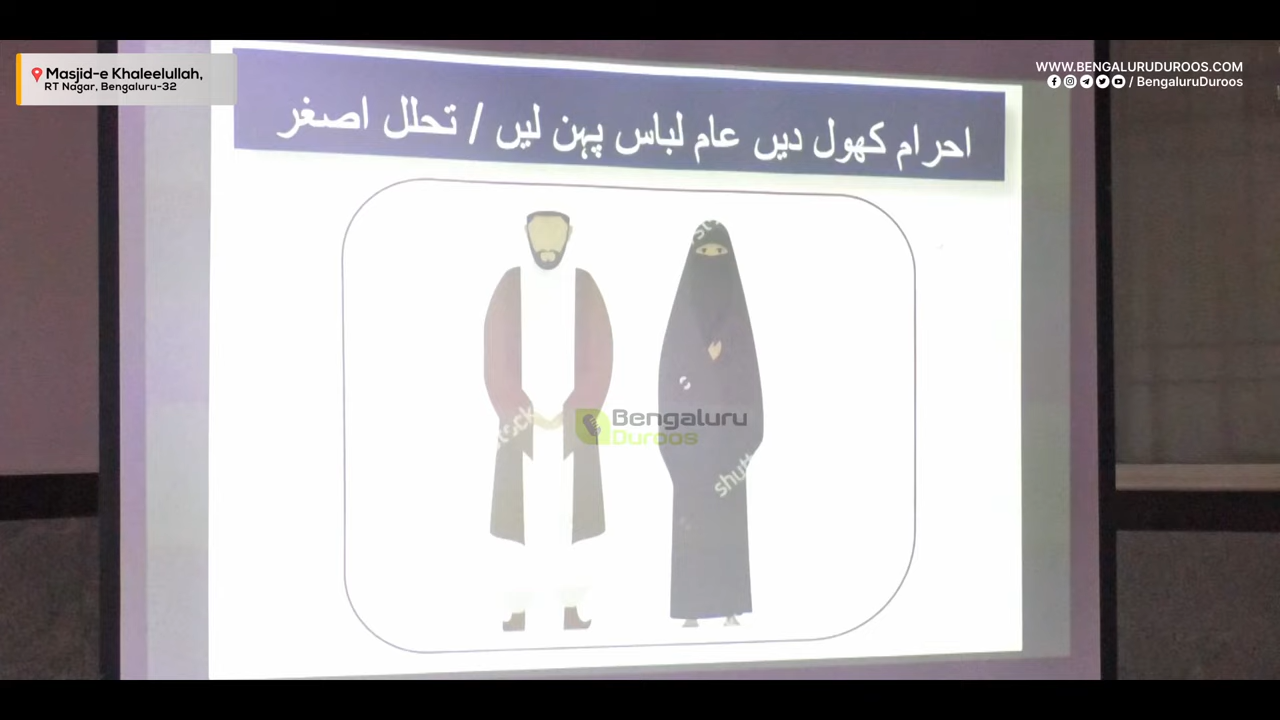 Masjid-e Khaleelullah,
RT Nagar, Bengaluru-32
WWW.BENGALURUDUROOS.COM
/ BengaluruDuroos
احرام کھول دیں عام لباس پہن لیں / تحلل اصغر
Bengaluru
Duroos